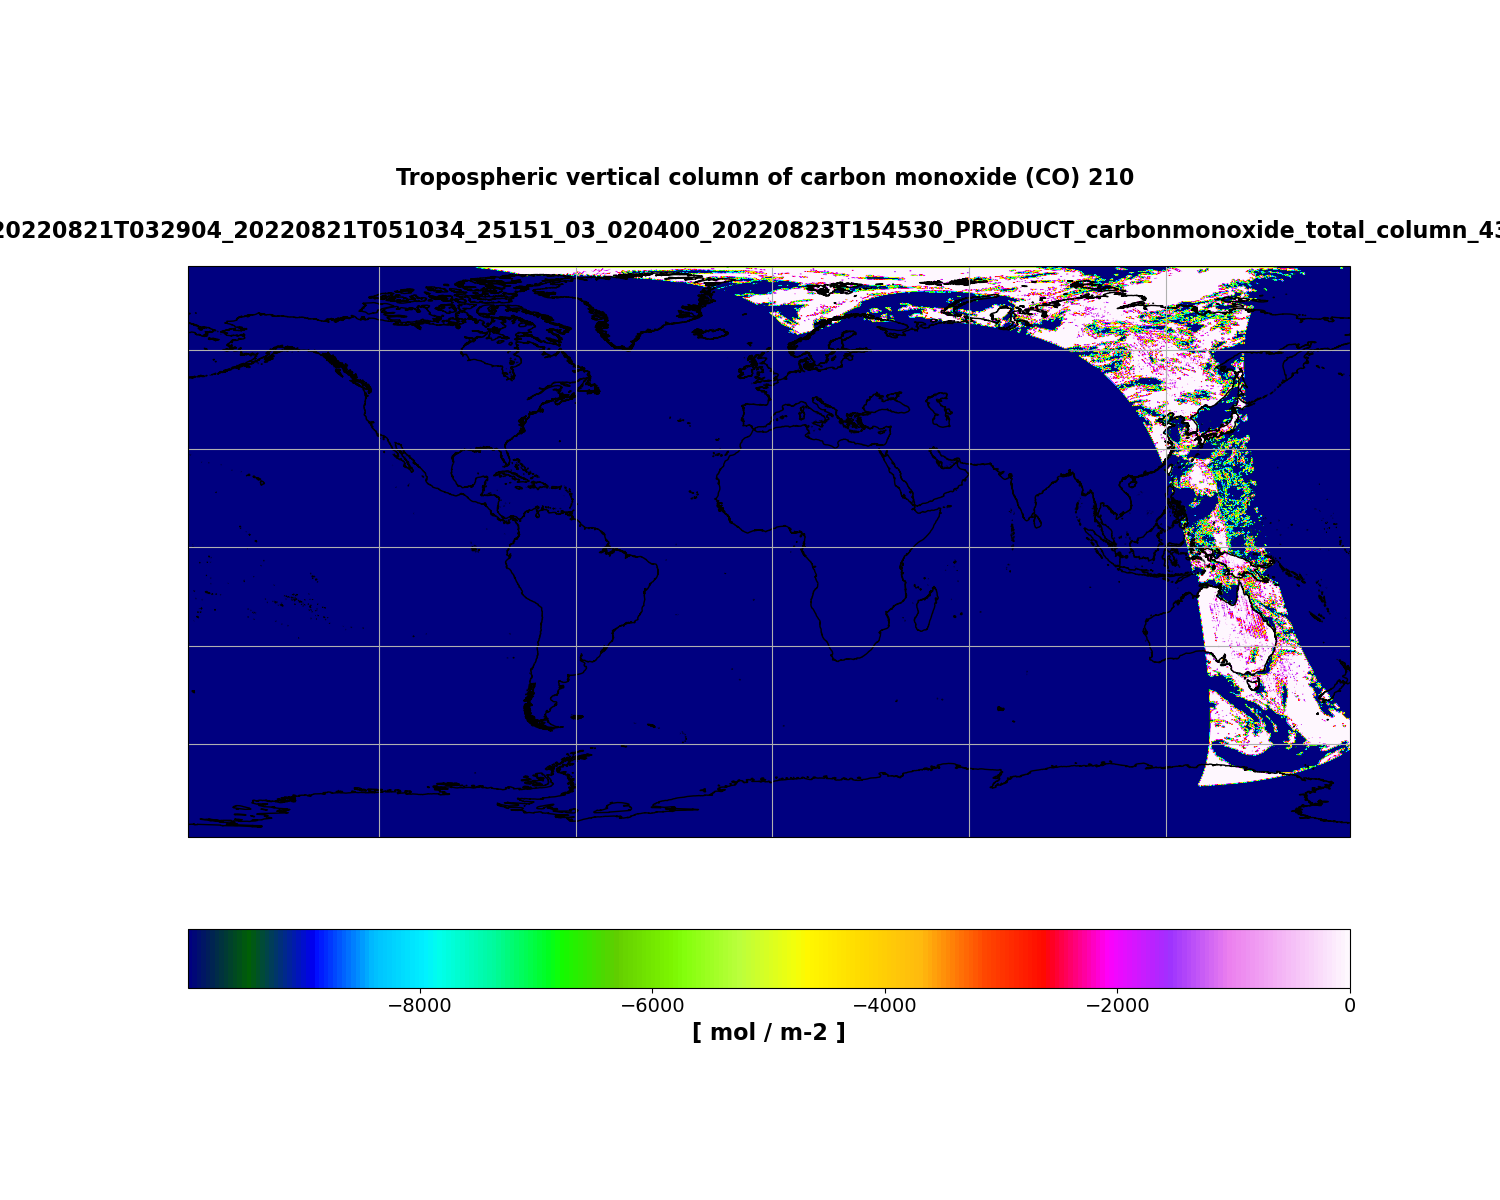 Tropospheric vertical column of carbon monoxide (CO) 210
20220821T032904_20220821T051034_25151_03_020400_20220823T154530_PRODUCT_carbonmonoxide_total_column_43
−8000 −6000 −4000 −2000 0
[ mol / m-2 ]